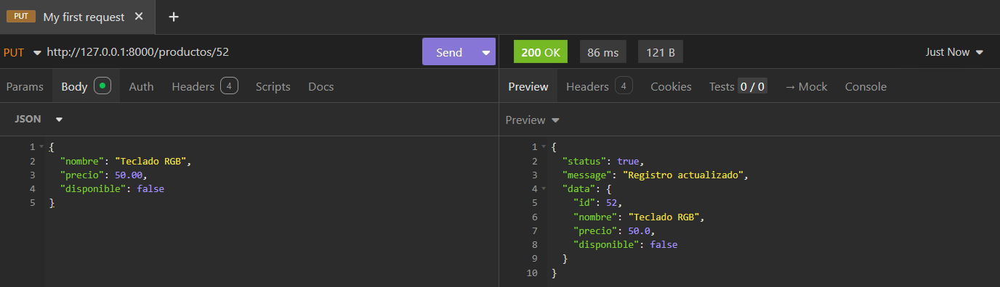 PUT My first request × +
PUT http://127.0.0.1:8000/productos/52 Send
200 OK 86 ms 121 B Just Now
Params Body Auth Headers 4 Scripts Docs
Preview Headers 4 Cookies Tests 0 / 0 → Mock Console
JSON
Preview
1 {
2 "nombre": "Teclado RGB",
3 "precio": 50.00,
4 "disponible": false
5 }
1 {
2 "status": true,
3 "message": "Registro actualizado",
4 "data": {
5 "id": 52,
6 "nombre": "Teclado RGB",
7 "precio": 50.0,
8 "disponible": false
9 }
10 }